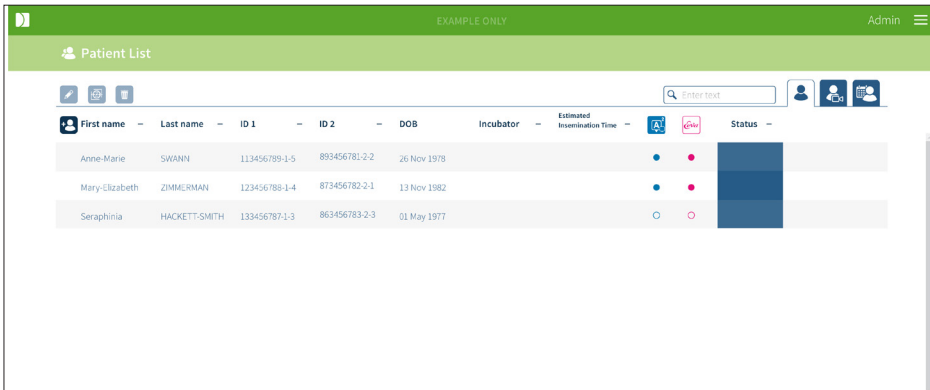 EXAMPLE ONLY
Admin
Patient List
Enter text
First name – Last name – ID 1 – ID 2 – DOB Incubator – Estimated Insemination Time – A Eeva Status –
Anne-Marie SWANN 113456789-1-5 893456781-2-2 26 Nov 1978
Mary-Elizabeth ZIMMERMAN 123456788-1-4 873456782-2-1 13 Nov 1982
Seraphinia HACKETT-SMITH 133456787-1-3 863456783-2-3 01 May 1977